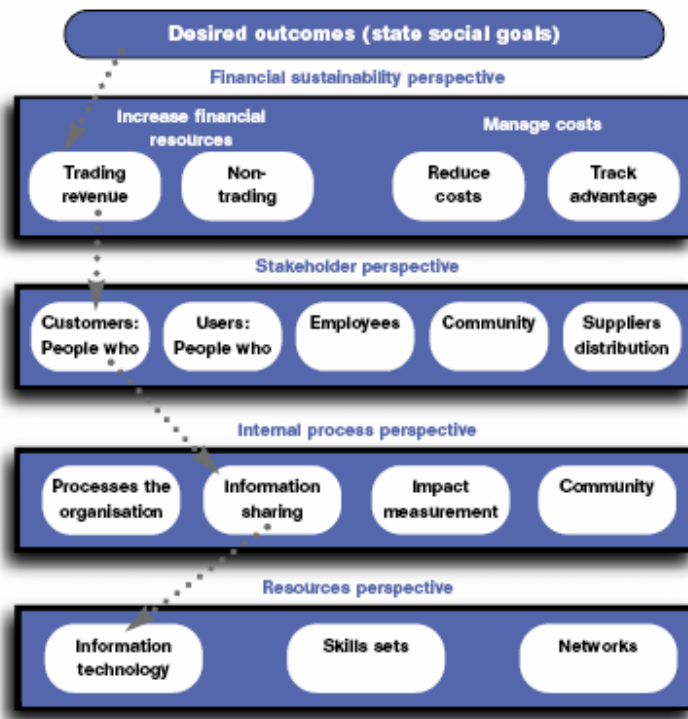 Desired outcomes (state social goals)
Financial sustainability perspective
Increase financial
resources
Manage costs
Trading
revenue
Non-
trading
Reduce
costs
Track
advantage
Stakeholder perspective
Customers:
People who
Users:
People who
Employees
Community
Suppliers
distribution
Internal process perspective
Processes the
organisation
Information
sharing
Impact
measurement
Community
Resources perspective
Information
technology
Skills sets
Networks